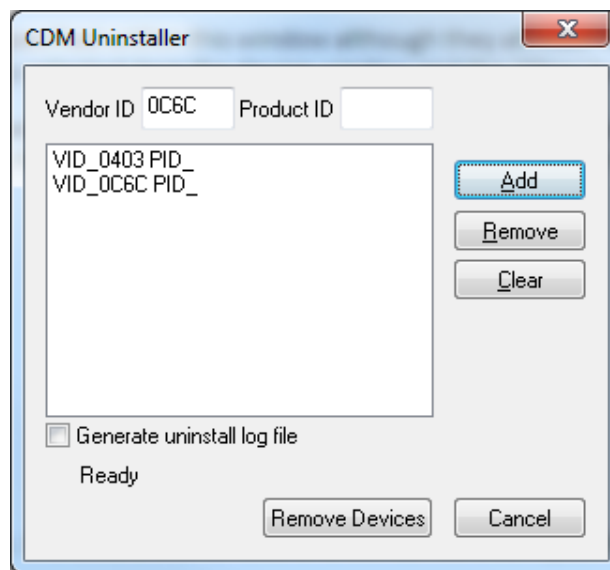 CDM Uninstaller
Vendor ID 0C6C Product ID
VID_0403 PID_
VID_0C6C PID_
Add
Remove
Clear
Generate uninstall log file
Ready
Remove Devices Cancel